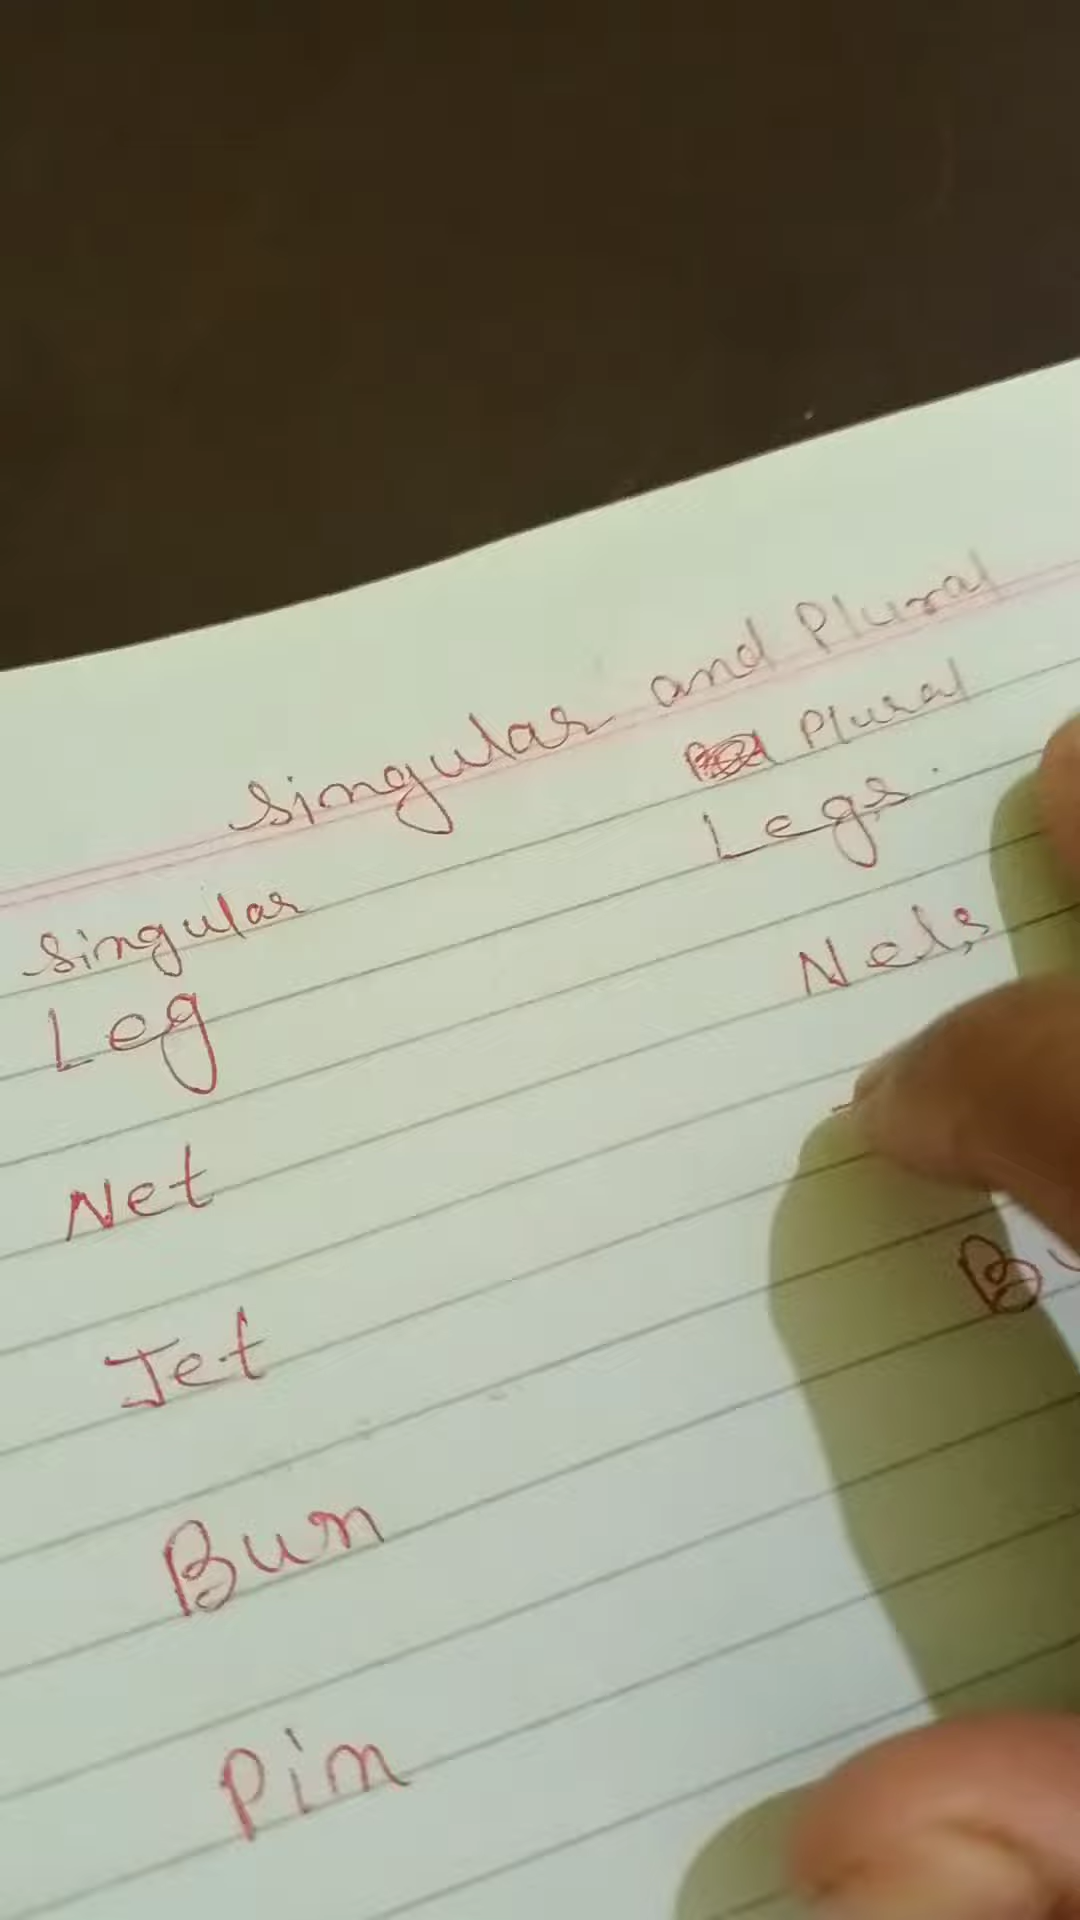 Singular and Plural
Singular Plural
Leg Legs.
Net Nets
Jet
Bun
Pin